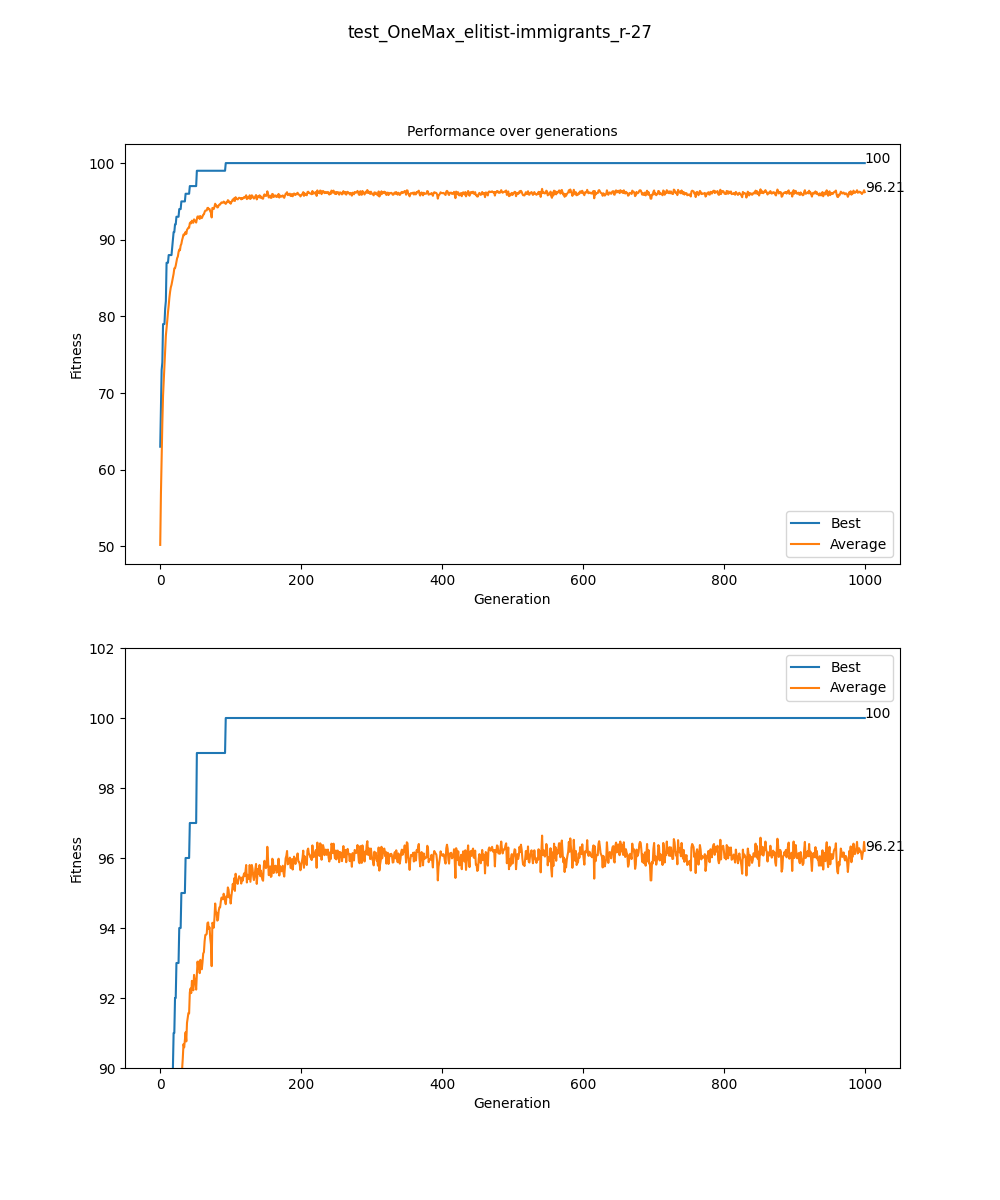 test_OneMax_elitist-immigrants_r-27
Performance over generations
100
90
80
70
60
50
Fitness
100
96.21
Best
Average
0 200 400 600 800 1000
Generation
102
100
98
96
94
92
90
Fitness
Best
Average
100
96.21
0 200 400 600 800 1000
Generation